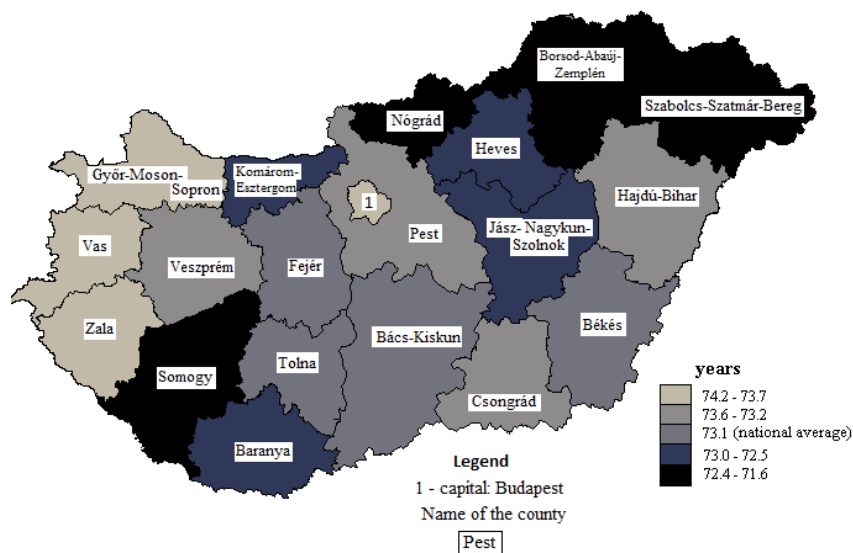 Borsod-Abaúj-
Zemplén
Szabolcs-Szatmár-Bereg
Nógrád
Heves
Győr-Moson-
Sopron
Komárom-
Esztergom
1
Hajdú-Bihar
Pest
Jász- Nagykun-
Szolnok
Vas
Veszprém
Fejér
Zala
Bács-Kiskun
Békés
Tolna
Somogy
Csongrád
Baranya
years
74.2 - 73.7
73.6 - 73.2
73.1 (national average)
73.0 - 72.5
72.4 - 71.6
Legend
1 - capital: Budapest
Name of the county
Pest